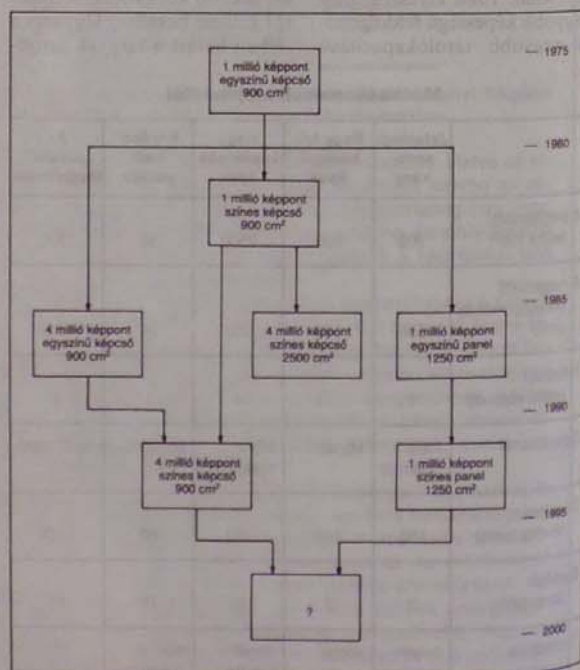 1 millió képpont
egyszínű képcső
900 cm²
1 millió képpont
színes képcső
900 cm²
4 millió képpont
egyszínű képcső
900 cm²
4 millió képpont
színes képcső
2500 cm²
1 millió képpont
egyszínű panel
1250 cm²
4 millió képpont
színes képcső
900 cm²
1 millió képpont
színes panel
1250 cm²
?
— 1975
— 1980
— 1985
— 1990
— 1995
— 2000